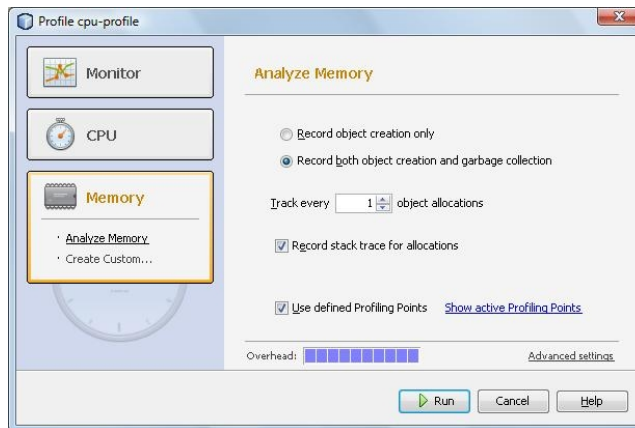 Profile cpu-profile
Monitor
CPU
Memory
· Analyze Memory
· Create Custom...
Analyze Memory
Record object creation only
Record both object creation and garbage collection
Track every 1 object allocations
Record stack trace for allocations
Use defined Profiling Points Show active Profiling Points
Overhead: Advanced settings
Run Cancel Help